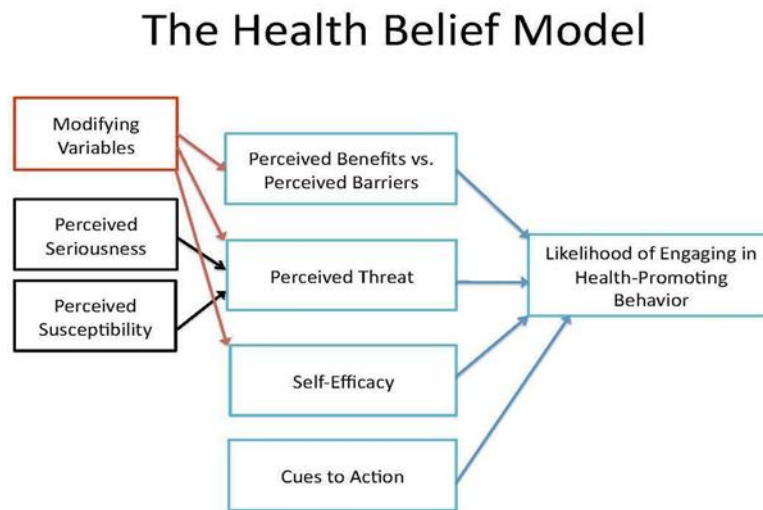 The Health Belief Model
Modifying
Variables
Perceived
Seriousness
Perceived
Susceptibility
Perceived Benefits vs.
Perceived Barriers
Perceived Threat
Self-Efficacy
Cues to Action
Likelihood of Engaging in
Health-Promoting
Behavior